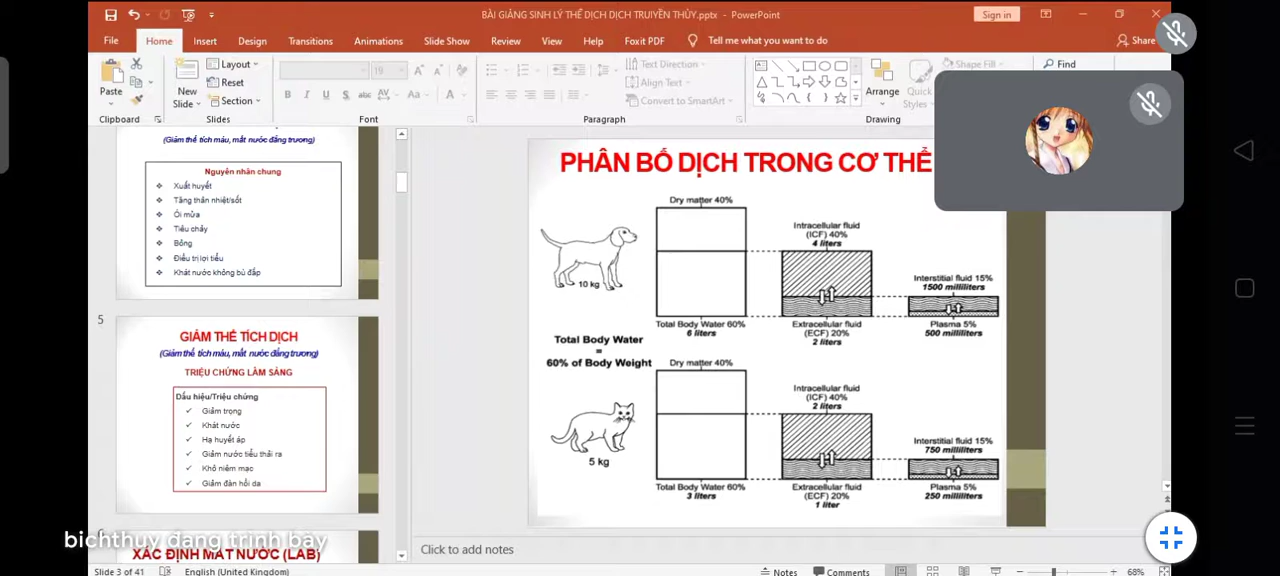 BÀI GIẢNG SINH LÝ THỂ DỊCH DỊCH TRUIYỀN THỦY.pptx - PowerPoint
Sign in
File Home Insert Design Transitions Animations Slide Show Review View Help Foxit PDF Tell me what you want to do Share
Paste
New Slide
Layout
Reset
Section
19
B I U S abc AV Aa A
Text Direction
Align Text
Convert to SmartArt
Arrange
Quick Styles
Shape Fill
Find
Clipboard Slides Font Paragraph Drawing
(Giảm thể tích máu, mất nước đẳng trương)
Nguyên nhân chung
Xuất huyết
Tăng thân nhiệt/sốt
Ói mửa
Tiêu chảy
Bỏng
Điều trị lợi tiểu
Khát nước không bù đắp
5
GIẢM THỂ TÍCH DỊCH
(Giảm thể tích máu, mất nước đẳng trương)
TRIỆU CHỨNG LÂM SÀNG
Dấu hiệu/Triệu chứng
Giảm trọng
Khát nước
Hạ huyết áp
Giảm nước tiểu thải ra
Khô niêm mạc
Giảm đàn hồi da
XÁC ĐỊNH MẤT NƯỚC (LAB)
bichthuy đang trình bày
PHÂN BỐ DỊCH TRONG CƠ THỂ
Dry matter 40%
Intracellular fluid
(ICF) 40%
4 liters
Interstitial fluid 15%
1500 milliliters
10 kg
Total Body Water 60%
6 liters
Extracellular fluid
(ECF) 20%
2 liters
Plasma 5%
500 milliliters
Total Body Water
=
60% of Body Weight
Dry matter 40%
Intracellular fluid
(ICF) 40%
2 liters
Interstitial fluid 15%
750 milliliters
5 kg
Total Body Water 60%
3 liters
Extracellular fluid
(ECF) 20%
1 liter
Plasma 5%
250 milliliters
Click to add notes
Slide 3 of 41 English (United Kingdom) Notes Comments 68%